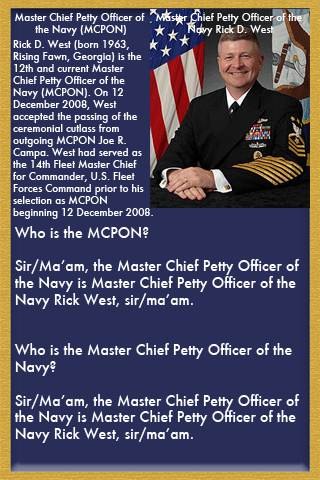 Master Chief Petty Officer of
the Navy (MCPON)
Rick D. West (born 1963,
Rising Fawn, Georgia) is the
12th and current Master
Chief Petty Officer of the
Navy (MCPON). On 12
December 2008, West
accepted the passing of the
ceremonial cutlass from
outgoing MCPON Joe R.
Campa. West had served as
the 14th Fleet Master Chief
for Commander, U.S. Fleet
Forces Command prior to his
selection as MCPON
beginning 12 December 2008.
Master Chief Petty Officer of the
Navy Rick D. West
Who is the MCPON?
Sir/Ma'am, the Master Chief Petty Officer of
the Navy is Master Chief Petty Officer of the
Navy Rick West, sir/ma'am.
Who is the Master Chief Petty Officer of the
Navy?
Sir/Ma'am, the Master Chief Petty Officer of
the Navy is Master Chief Petty Officer of the
Navy Rick West, sir/ma'am.